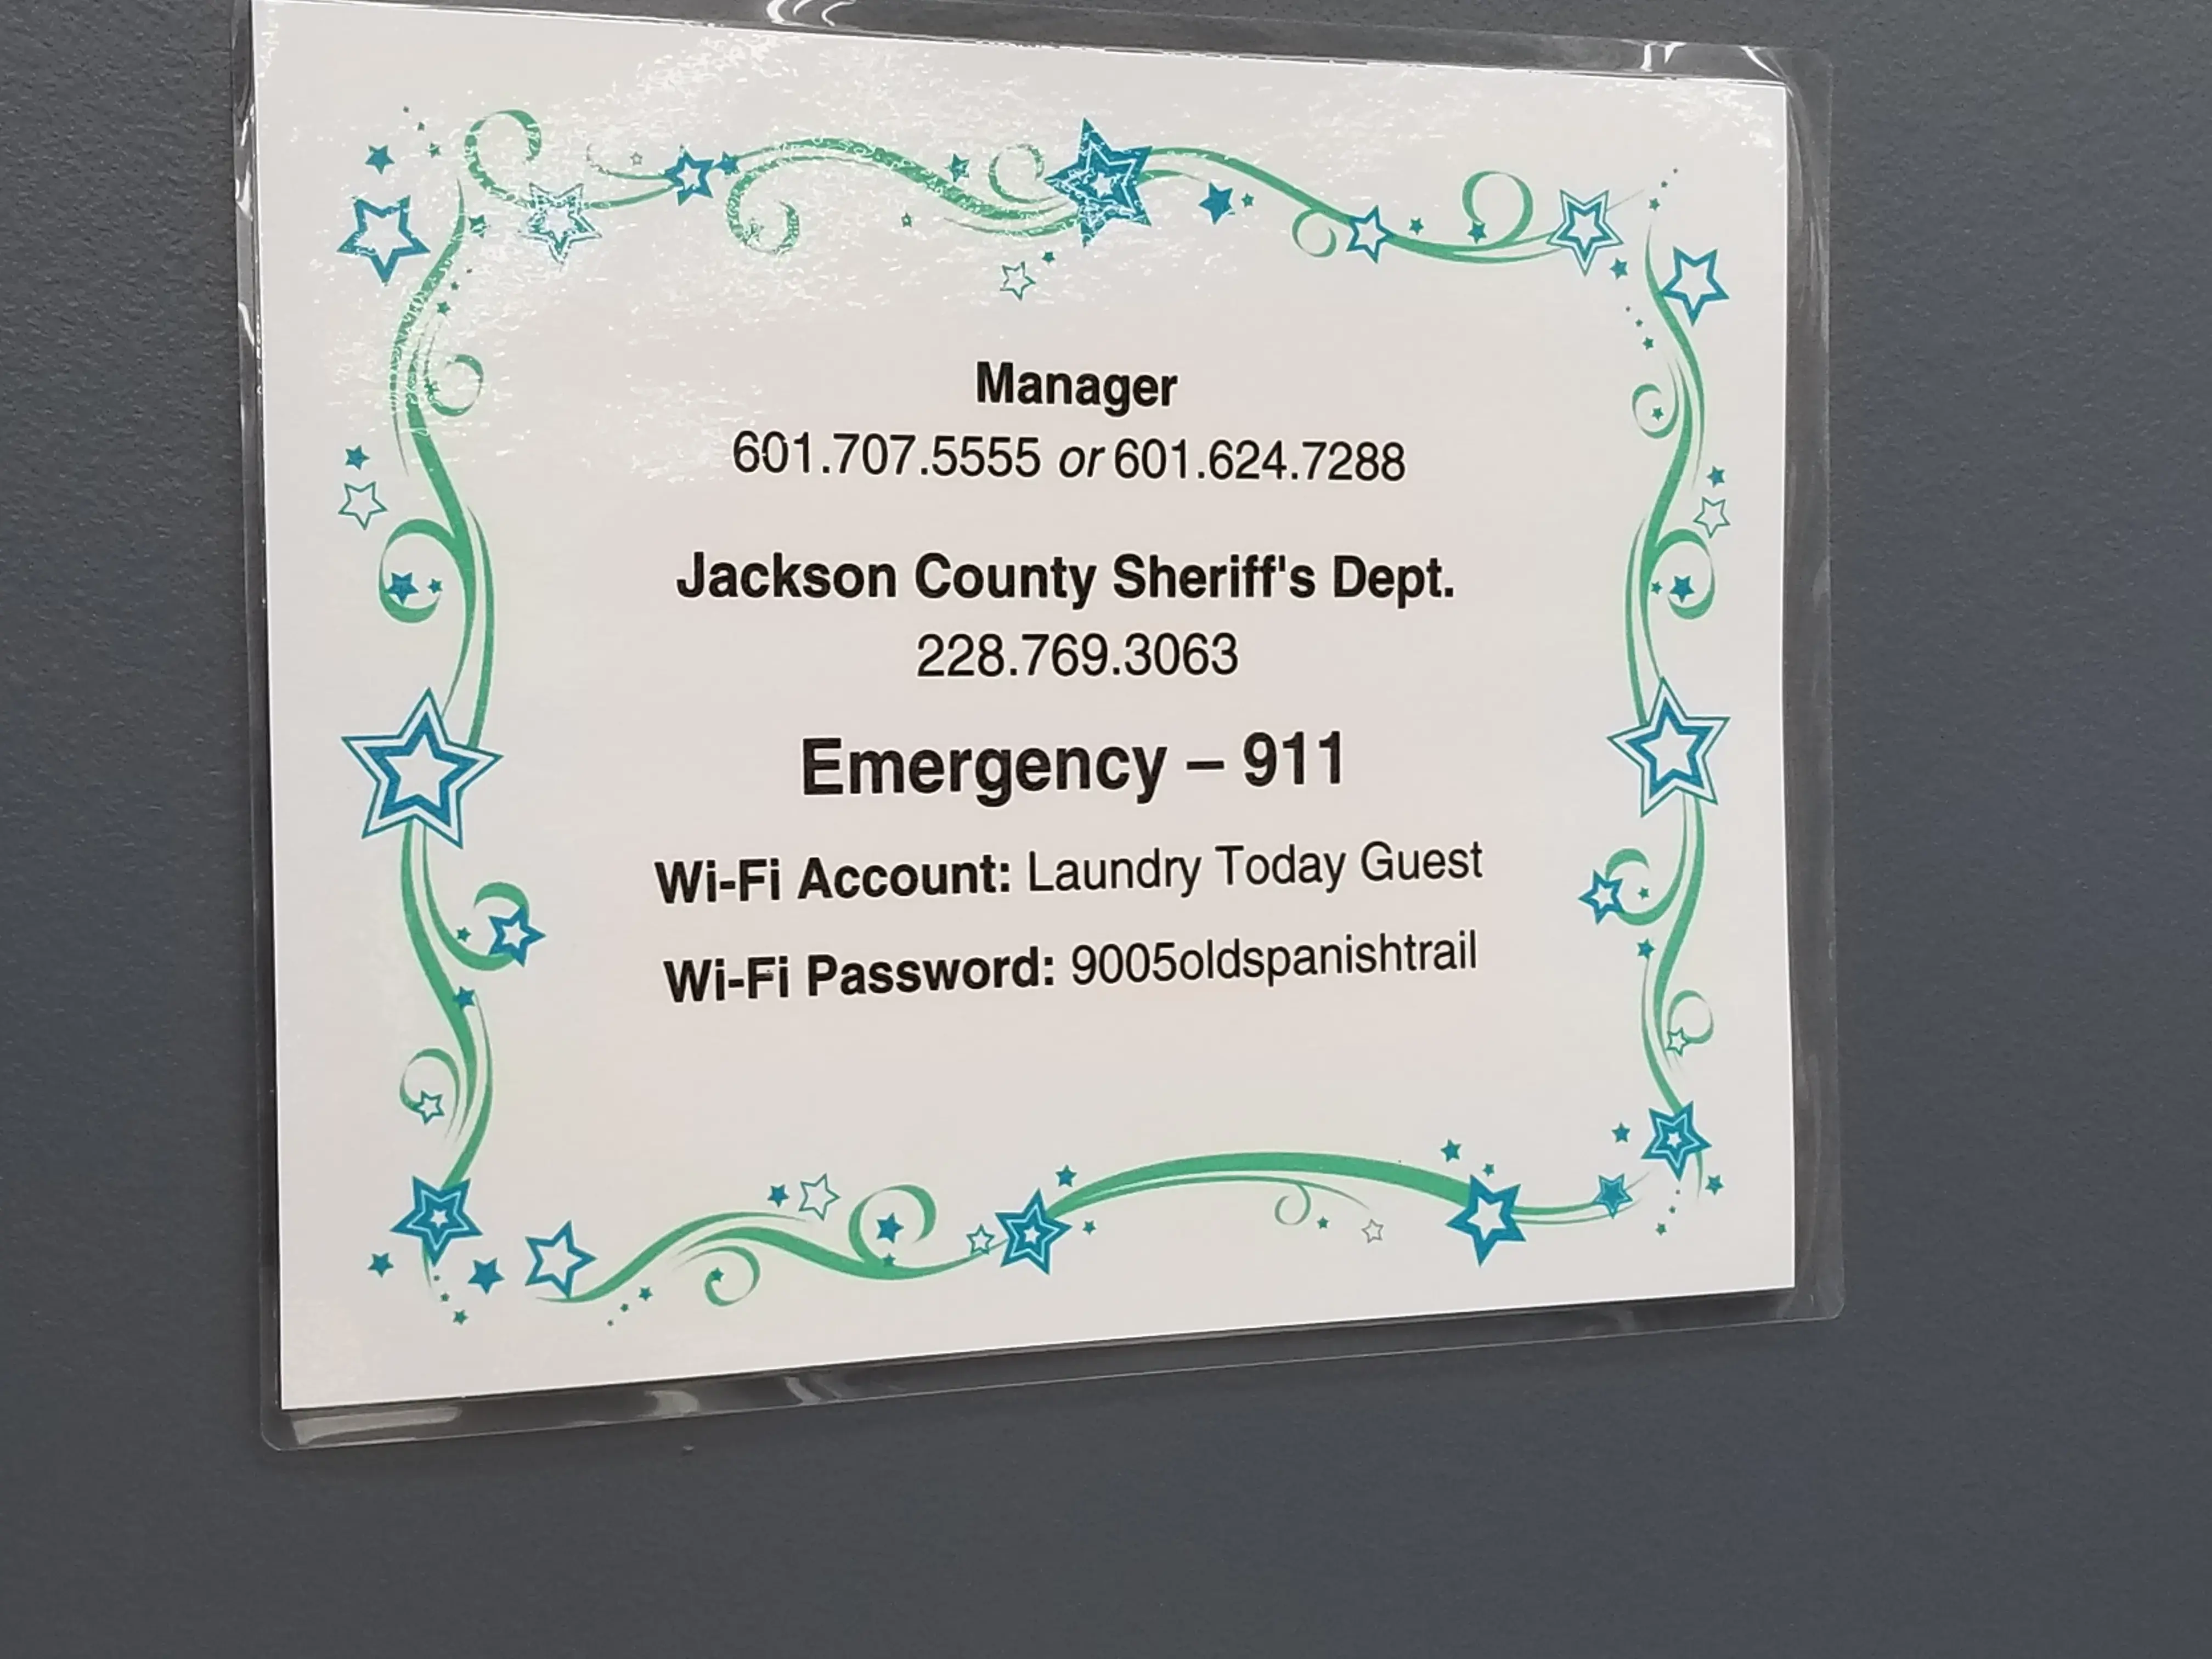 Manager
601.707.5555 or 601.624.7288
Jackson County Sheriff's Dept.
228.769.3063
Emergency – 911
Wi-Fi Account: Laundry Today Guest
Wi-Fi Password: 9005oldspanishtrail